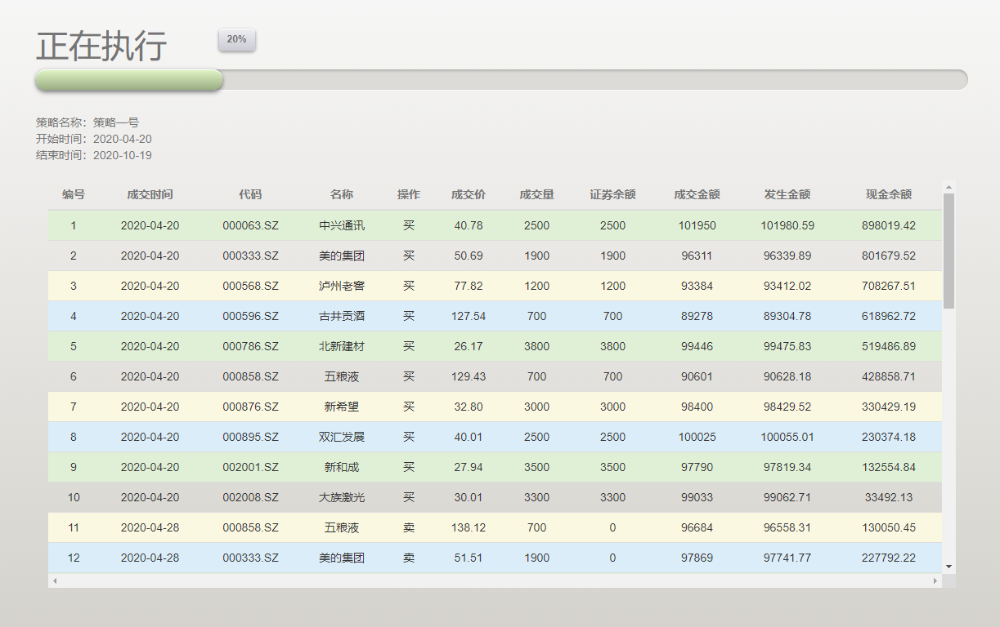 正在执行
20%
策略名称：策略一号
开始时间：2020-04-20
结束时间：2020-10-19
编号 成交时间 代码 名称 操作 成交价 成交量 证券余额 成交金额 发生金额 现金余额
1 2020-04-20 000063.SZ 中兴通讯 买 40.78 2500 2500 101950 101980.59 898019.42
2 2020-04-20 000333.SZ 美的集团 买 50.69 1900 1900 96311 96339.89 801679.52
3 2020-04-20 000568.SZ 泸州老窖 买 77.82 1200 1200 93384 93412.02 708267.51
4 2020-04-20 000596.SZ 古井贡酒 买 127.54 700 700 89278 89304.78 618962.72
5 2020-04-20 000786.SZ 北新建材 买 26.17 3800 3800 99446 99475.83 519486.89
6 2020-04-20 000858.SZ 五粮液 买 129.43 700 700 90601 90628.18 428858.71
7 2020-04-20 000876.SZ 新希望 买 32.80 3000 3000 98400 98429.52 330429.19
8 2020-04-20 000895.SZ 双汇发展 买 40.01 2500 2500 100025 100055.01 230374.18
9 2020-04-20 002001.SZ 新和成 买 27.94 3500 3500 97790 97819.34 132554.84
10 2020-04-20 002008.SZ 大族激光 买 30.01 3300 3300 99033 99062.71 33492.13
11 2020-04-28 000858.SZ 五粮液 卖 138.12 700 0 96684 96558.31 130050.45
12 2020-04-28 000333.SZ 美的集团 卖 51.51 1900 0 97869 97741.77 227792.22